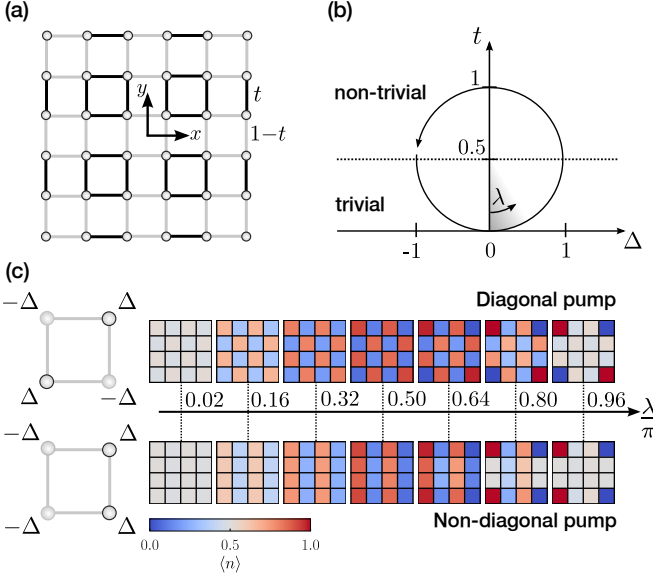 (a)
y
x
t
1−t
(b)
t
1
non-trivial
0.5
trivial
λ
-1
0
1
Δ
(c)
−Δ
Δ
Δ
−Δ
Diagonal pump
0.02
0.16
0.32
0.50
0.64
0.80
0.96
λ/π
−Δ
Δ
−Δ
Δ
Non-diagonal pump
0.0
0.5
1.0
⟨n⟩